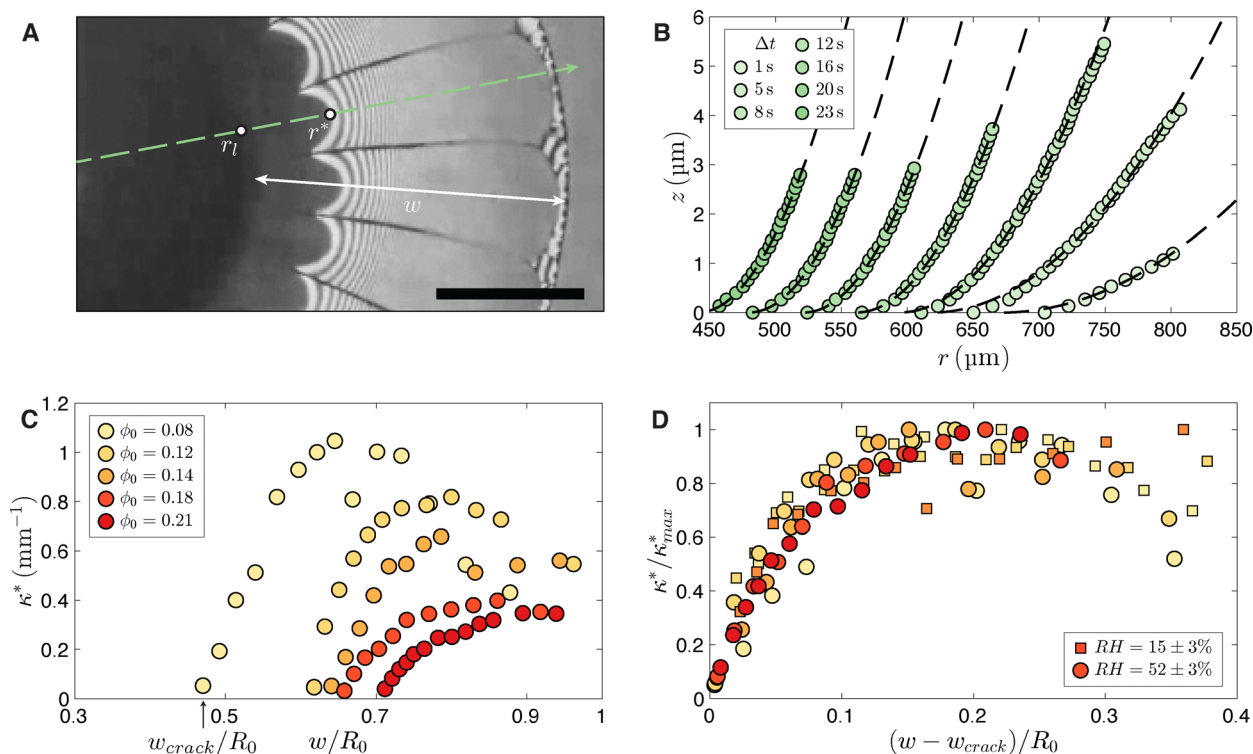 A
r_l
r*
w
B
Δt
1 s
5 s
8 s
12 s
16 s
20 s
23 s
z (µm)
6
5
4
3
2
1
0
450 500 550 600 650 700 750 800 850
r (µm)
C
ϕ₀ = 0.08
ϕ₀ = 0.12
ϕ₀ = 0.14
ϕ₀ = 0.18
ϕ₀ = 0.21
κ* (mm⁻¹)
1.2
1
0.8
0.6
0.4
0.2
0
0.3 0.5 0.7 0.9 1
w_crack/R₀
w/R₀
D
κ*/κ*_max
1
0.8
0.6
0.4
0.2
0
RH = 15 ± 3%
RH = 52 ± 3%
0 0.1 0.2 0.3 0.4
(w − w_crack)/R₀